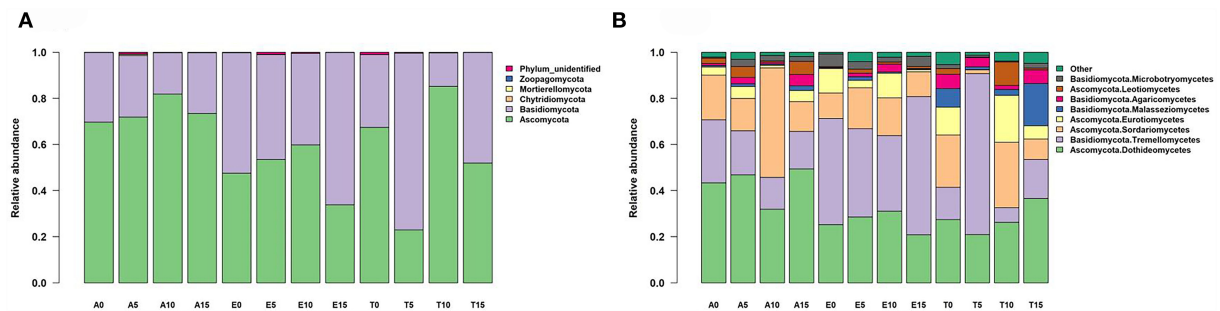 A
Relative abundance
1.0
0.8
0.6
0.4
0.2
0.0
A0 A5 A10 A15 E0 E5 E10 E15 T0 T5 T10 T15
Phylum_unidentified
Zoopagomycota
Mortierellomycota
Chytridiomycota
Basidiomycota
Ascomycota
B
Relative abundance
1.0
0.8
0.6
0.4
0.2
0.0
A0 A5 A10 A15 E0 E5 E10 E15 T0 T5 T10 T15
Other
Basidiomycota.Microbotryomycetes
Ascomycota.Leotiomycetes
Basidiomycota.Agaricomycetes
Basidiomycota.Malasseziomycetes
Ascomycota.Eurotiomycetes
Ascomycota.Sordariomycetes
Basidiomycota.Tremellomycetes
Ascomycota.Dothideomycetes